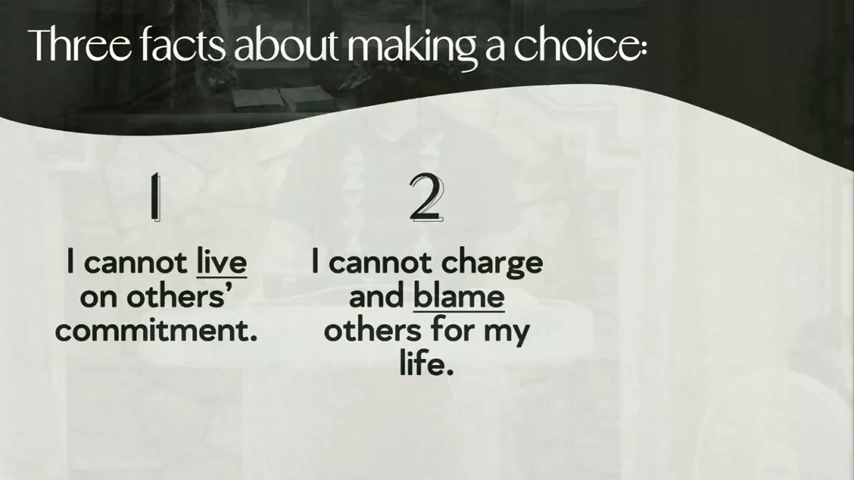 Three facts about making a choice:
1
I cannot live
on others’
commitment.
2
I cannot charge
and blame
others for my
life.